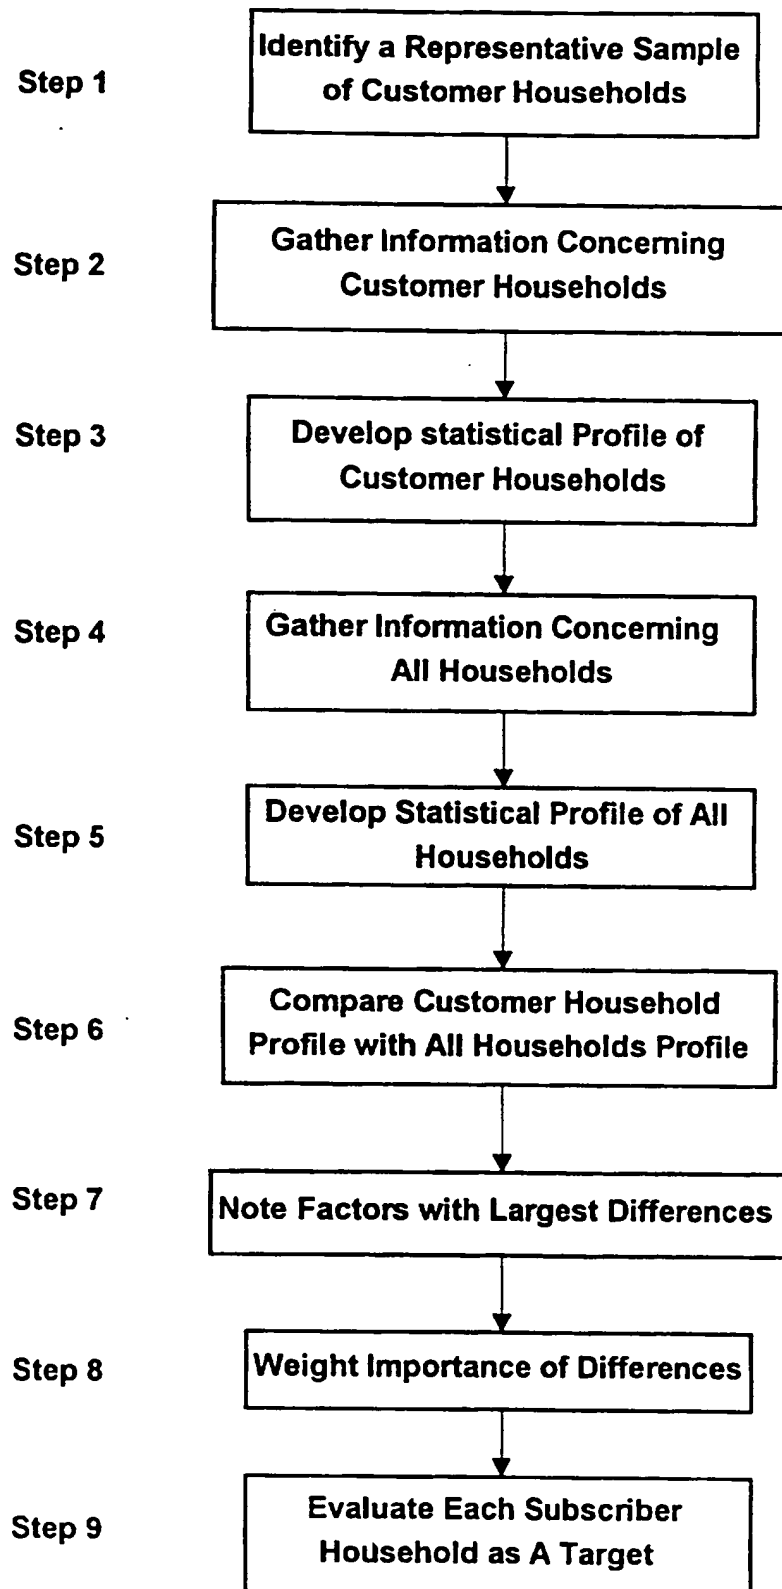 Step 1
Identify a Representative Sample
of Customer Households
Step 2
Gather Information Concerning
Customer Households
Step 3
Develop statistical Profile of
Customer Households
Step 4
Gather Information Concerning
All Households
Step 5
Develop Statistical Profile of All
Households
Step 6
Compare Customer Household
Profile with All Households Profile
Step 7
Note Factors with Largest Differences
Step 8
Weight Importance of Differences
Step 9
Evaluate Each Subscriber
Household as A Target